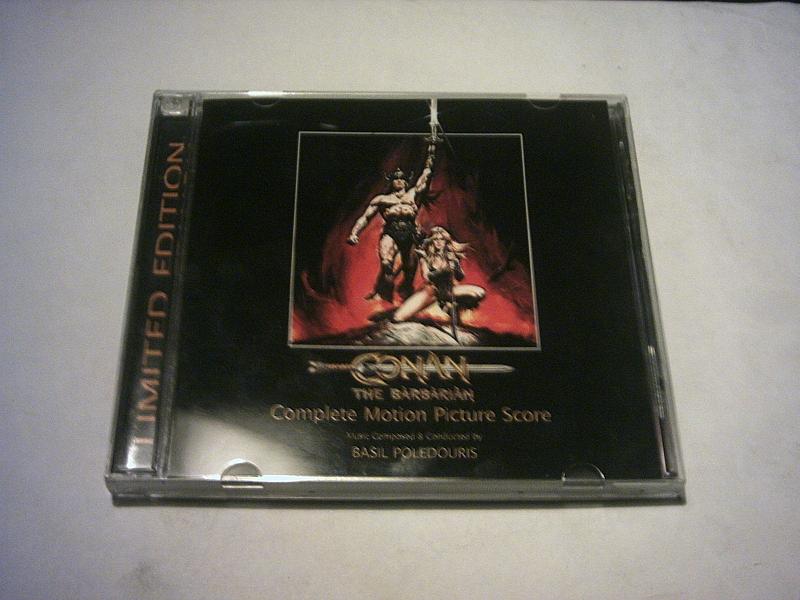 LIMITED EDITION
CONAN
THE BARBARIAN
Complete Motion Picture Score
Music Composed & Conducted by
BASIL POLEDOURIS